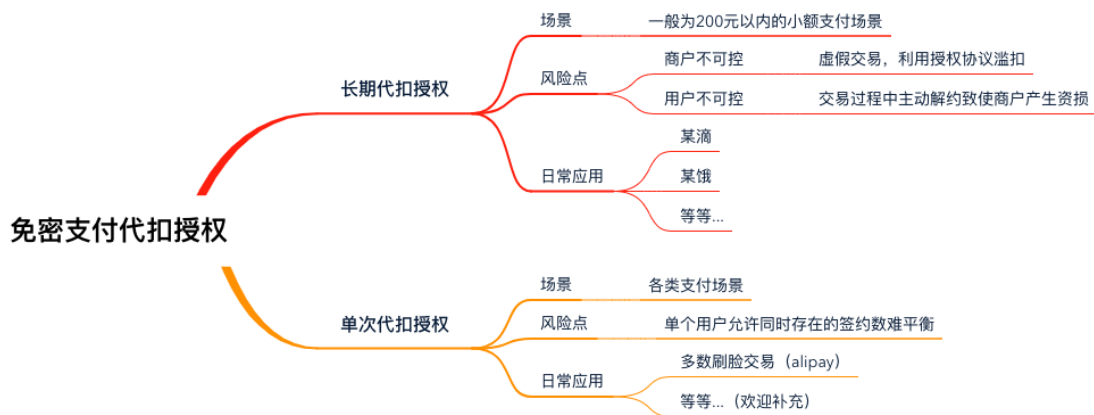 免密支付代扣授权
长期代扣授权
场景
一般为200元以内的小额支付场景
风险点
商户不可控
虚假交易，利用授权协议滥扣
用户不可控
交易过程中主动解约致使商户产生资损
日常应用
某滴
某饿
等等...
单次代扣授权
场景
各类支付场景
风险点
单个用户允许同时存在的签约数难平衡
日常应用
多数刷脸交易（alipay）
等等...（欢迎补充）